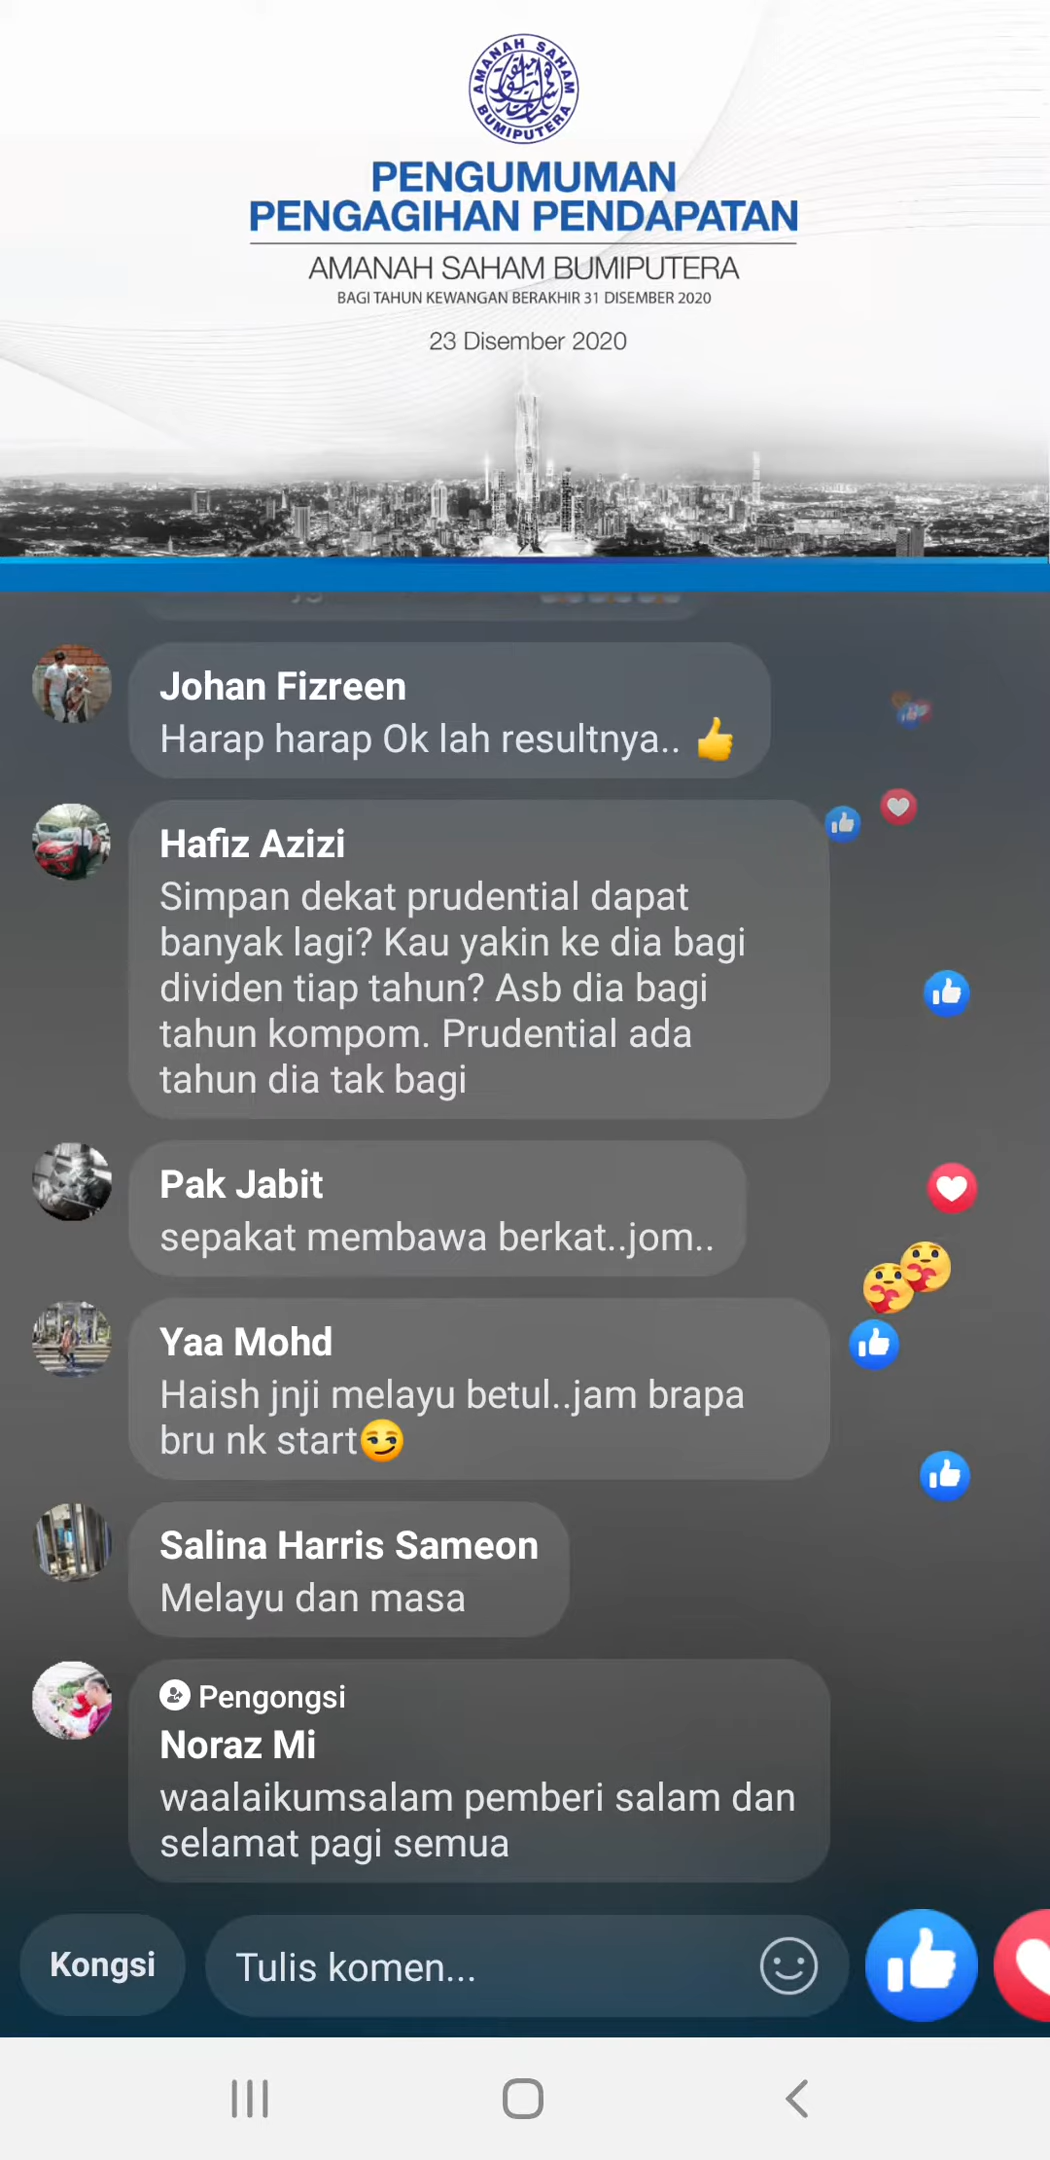 AMANAH SAHAM
BUMIPUTERA
PENGUMUMAN
PENGAGIHAN PENDAPATAN
AMANAH SAHAM BUMIPUTERA
BAGI TAHUN KEWANGAN BERAKHIR 31 DISEMBER 2020
23 Disember 2020
Johan Fizreen
Harap harap Ok lah resultnya.. 👍
Hafiz Azizi
Simpan dekat prudential dapat
banyak lagi? Kau yakin ke dia bagi
dividen tiap tahun? Asb dia bagi
tahun kompom. Prudential ada
tahun dia tak bagi
Pak Jabit
sepakat membawa berkat..jom..
Yaa Mohd
Haish jnji melayu betul..jam brapa
bru nk start😏
Salina Harris Sameon
Melayu dan masa
Pengongsi
Noraz Mi
waalaikumsalam pemberi salam dan
selamat pagi semua
Kongsi
Tulis komen...